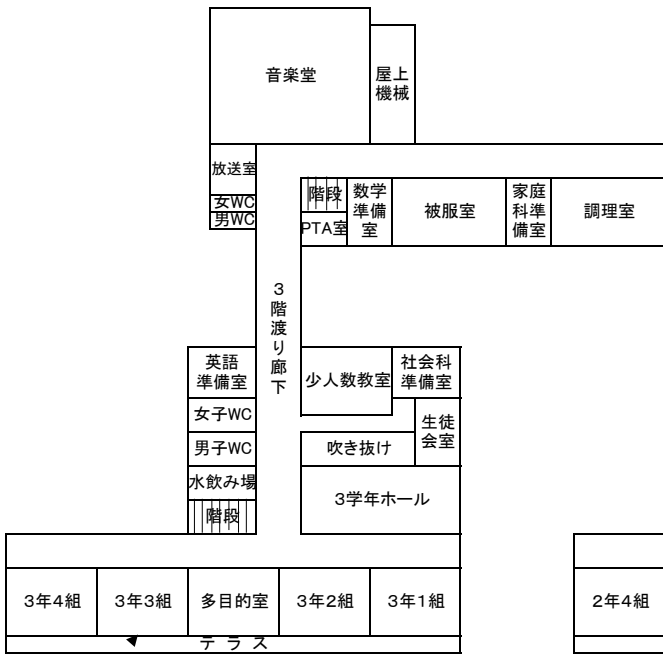 音楽堂
屋上
機械
放送室
女WC
男WC
階段
PTA室
数学
準備
室
被服室
家庭
科準
備室
調理室
3階渡り廊下
英語
準備室
少人数教室
社会科
準備室
女子WC
男子WC
吹き抜け
生徒
会室
水飲み場
階段
3学年ホール
3年4組
3年3組
多目的室
3年2組
3年1組
2年4組
テラス